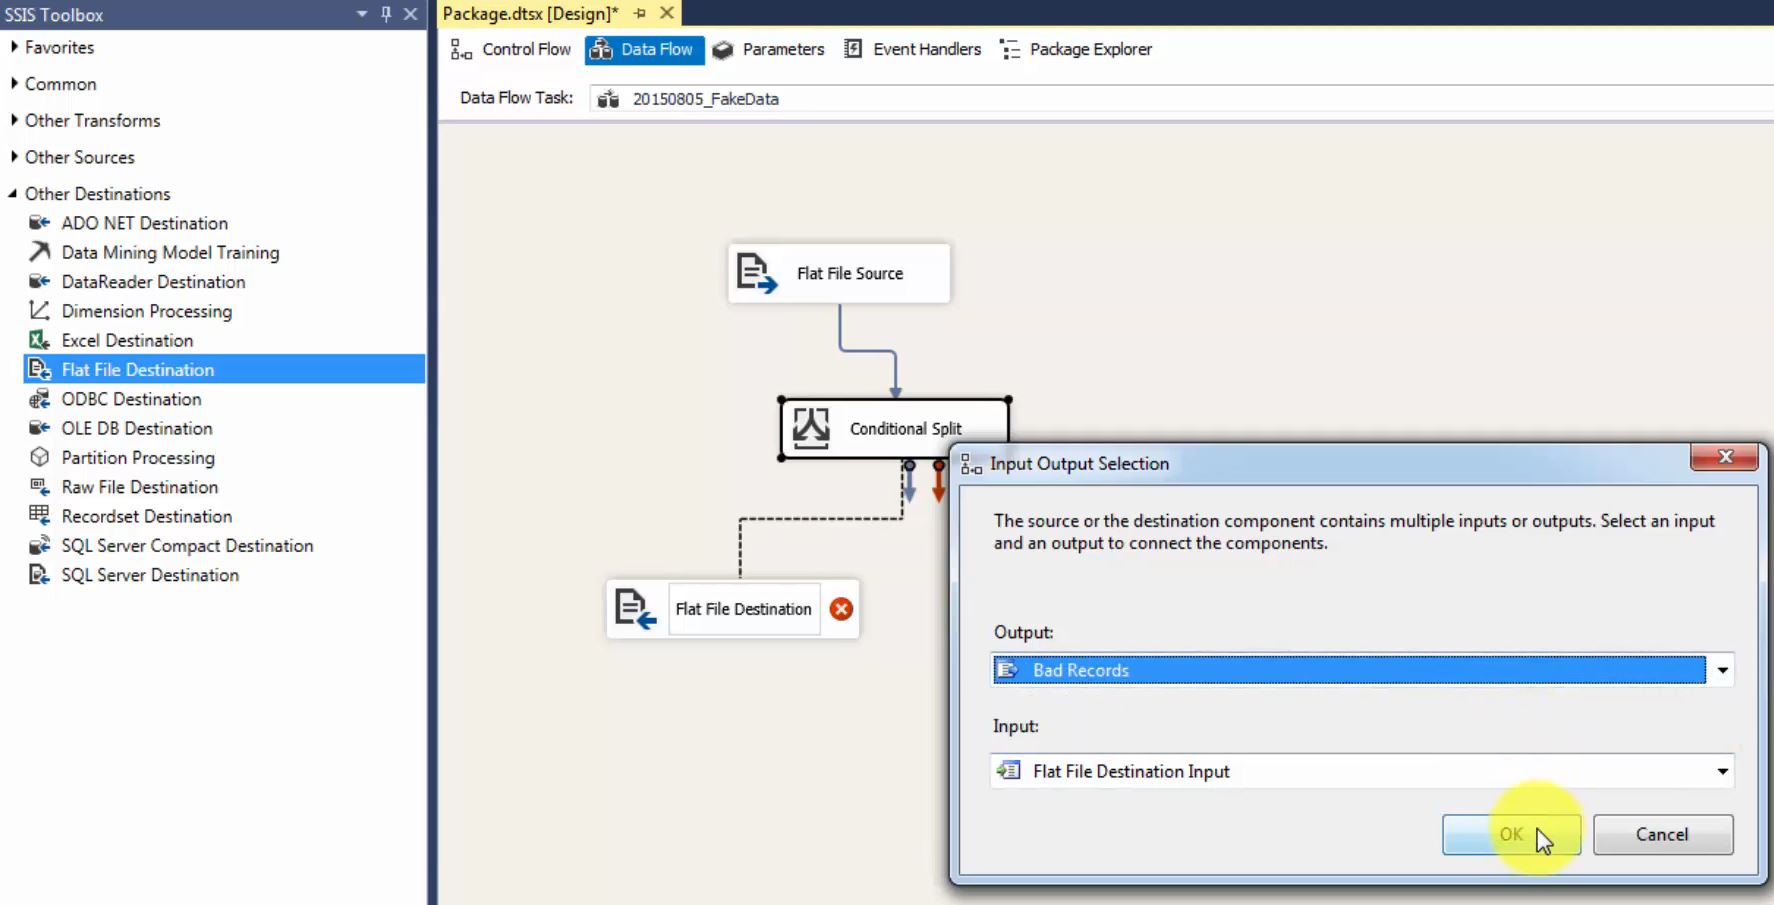 SSIS Toolbox
Favorites
Common
Other Transforms
Other Sources
Other Destinations
ADO NET Destination
Data Mining Model Training
DataReader Destination
Dimension Processing
Excel Destination
Flat File Destination
ODBC Destination
OLE DB Destination
Partition Processing
Raw File Destination
Recordset Destination
SQL Server Compact Destination
SQL Server Destination
Package.dtsx [Design]*
Control Flow Data Flow Parameters Event Handlers Package Explorer
Data Flow Task: 20150805_FakeData
Flat File Source
Conditional Split
Flat File Destination
Input Output Selection
The source or the destination component contains multiple inputs or outputs. Select an input
and an output to connect the components.
Output:
Bad Records
Input:
Flat File Destination Input
OK Cancel